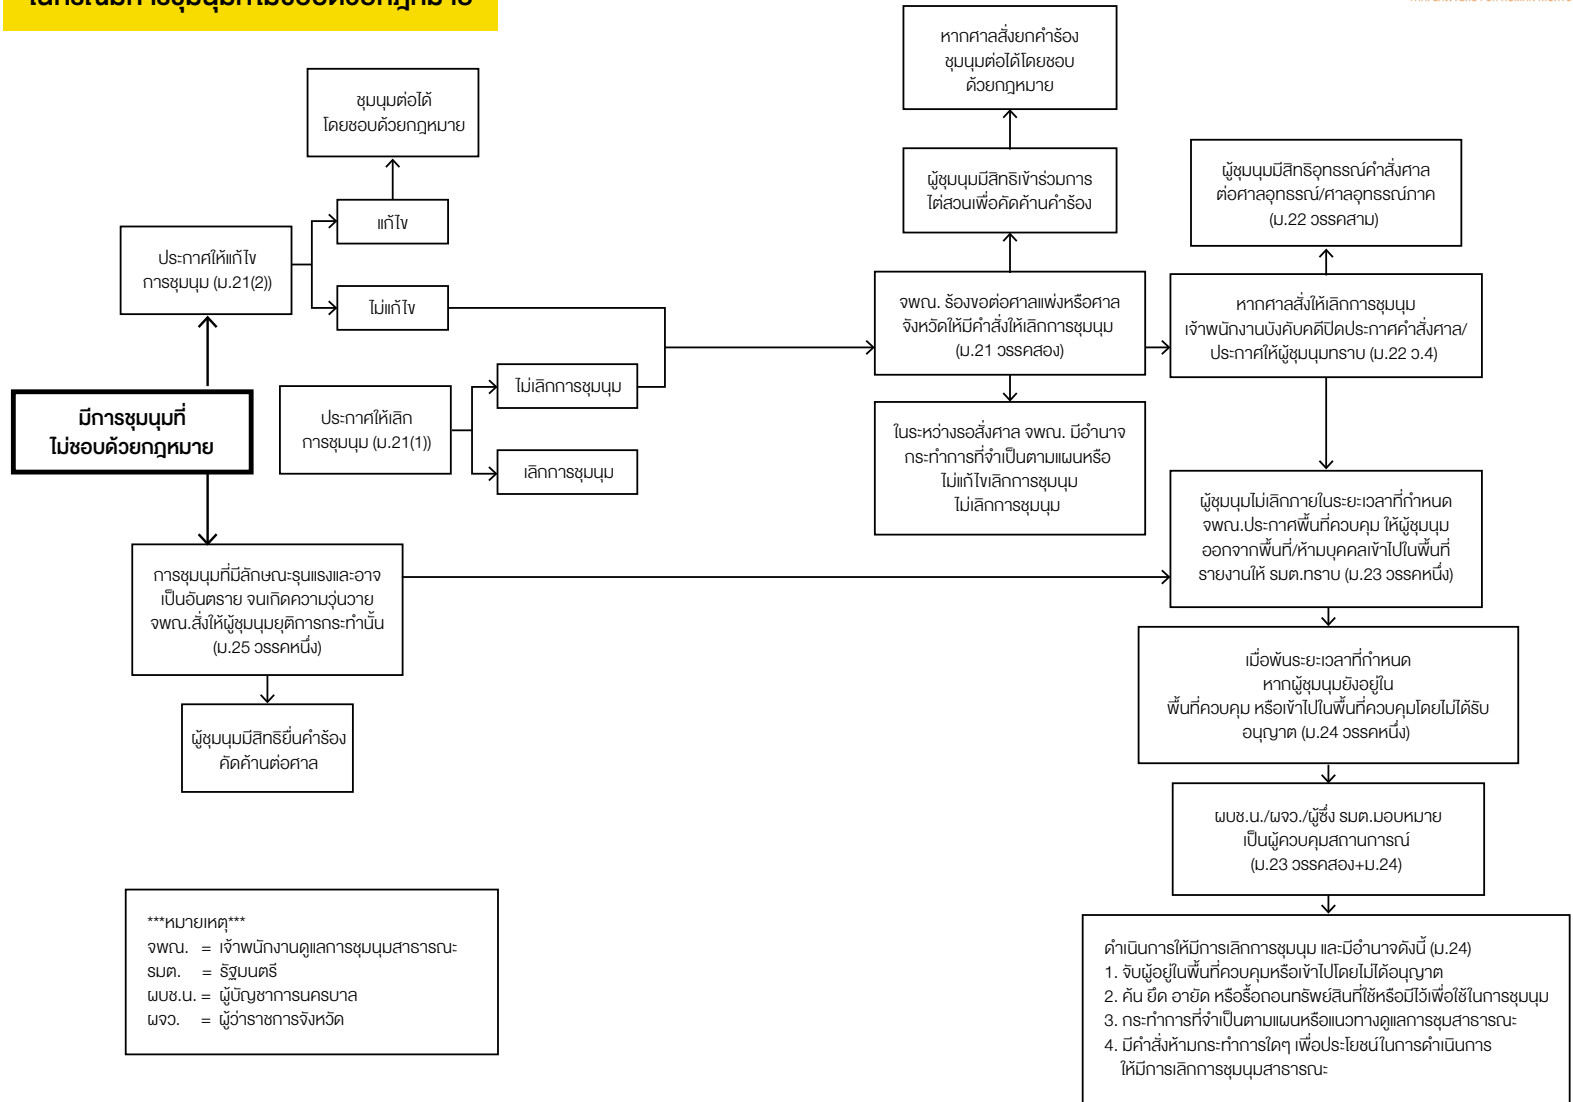 หากศาลสั่งยกคำร้อง
ชุมนุมต่อได้โดยชอบ
ด้วยกฎหมาย
ชุมนุมต่อได้
โดยชอบด้วยกฎหมาย
ผู้ชุมนุมมีสิทธิเข้าร่วมการ
ไต่สวนเพื่อคัดค้านคำร้อง
ผู้ชุมนุมมีสิทธิอุทธรณ์คำสั่งศาล
ต่อศาลอุทธรณ์/ศาลอุทธรณ์ภาค
(ม.22 วรรคสาม)
แก้ไข
ประกาศให้แก้ไข
การชุมนุม (ม.21(2))
ไม่แก้ไข
จพณ. ร้องขอต่อศาลแพ่งหรือศาล
จังหวัดให้มีคำสั่งให้เลิกการชุมนุม
(ม.21 วรรคสอง)
หากศาลสั่งให้เลิกการชุมนุม
เจ้าพนักงานบังคับคดีปิดประกาศคำสั่งศาล/
ประกาศให้ผู้ชุมนุมทราบ (ม.22 ว.4)
มีการชุมนุมที่
ไม่ชอบด้วยกฎหมาย
ประกาศให้เลิก
การชุมนุม (ม.21(1))
ไม่เลิกการชุมนุม
เลิกการชุมนุม
ในระหว่างรอสั่งศาล จพณ. มีอำนาจ
กระทำการที่จำเป็นตามแผนหรือ
ไม่แก้ไขเลิกการชุมนุม
ไม่เลิกการชุมนุม
ผู้ชุมนุมไม่เลิกภายในระยะเวลาที่กำหนด
จพณ.ประกาศพื้นที่ควบคุม ให้ผู้ชุมนุม
ออกจากพื้นที่/ห้ามบุคคลเข้าไปในพื้นที่
รายงานให้ รมต.ทราบ (ม.23 วรรคหนึ่ง)
การชุมนุมที่มีลักษณะรุนแรงและอาจ
เป็นอันตราย จนเกิดความวุ่นวาย
จพณ.สั่งให้ผู้ชุมนุมยุติการกระทำนั้น
(ม.25 วรรคหนึ่ง)
ผู้ชุมนุมมีสิทธิยื่นคำร้อง
คัดค้านต่อศาล
เมื่อพ้นระยะเวลาที่กำหนด
หากผู้ชุมนุมยังอยู่ใน
พื้นที่ควบคุม หรือเข้าไปในพื้นที่ควบคุมโดยไม่ได้รับ
อนุญาต (ม.24 วรรคหนึ่ง)
ผบช.น./ผจว./ผู้ซึ่ง รมต.มอบหมาย
เป็นผู้ควบคุมสถานการณ์
(ม.23 วรรคสอง+ม.24)
***หมายเหตุ***
จพณ. = เจ้าพนักงานดูแลการชุมนุมสาธารณะ
รมต. = รัฐมนตรี
ผบช.น. = ผู้บัญชาการนครบาล
ผจว. = ผู้ว่าราชการจังหวัด
ดำเนินการให้มีการเลิกการชุมนุม และมีอำนาจดังนี้ (ม.24)
1. จับผู้อยู่ในพื้นที่ควบคุมหรือเข้าไปโดยไม่ได้อนุญาต
2. ค้น ยึด อายัด หรือรื้อถอนทรัพย์สินที่ใช้หรือมีไว้เพื่อใช้ในการชุมนุม
3. กระทำการที่จำเป็นตามแผนหรือแนวทางดูแลการชุมสาธารณะ
4. มีคำสั่งห้ามกระทำการใดๆ เพื่อประโยชน์ในการดำเนินการ
ให้มีการเลิกการชุมนุมสาธารณะ